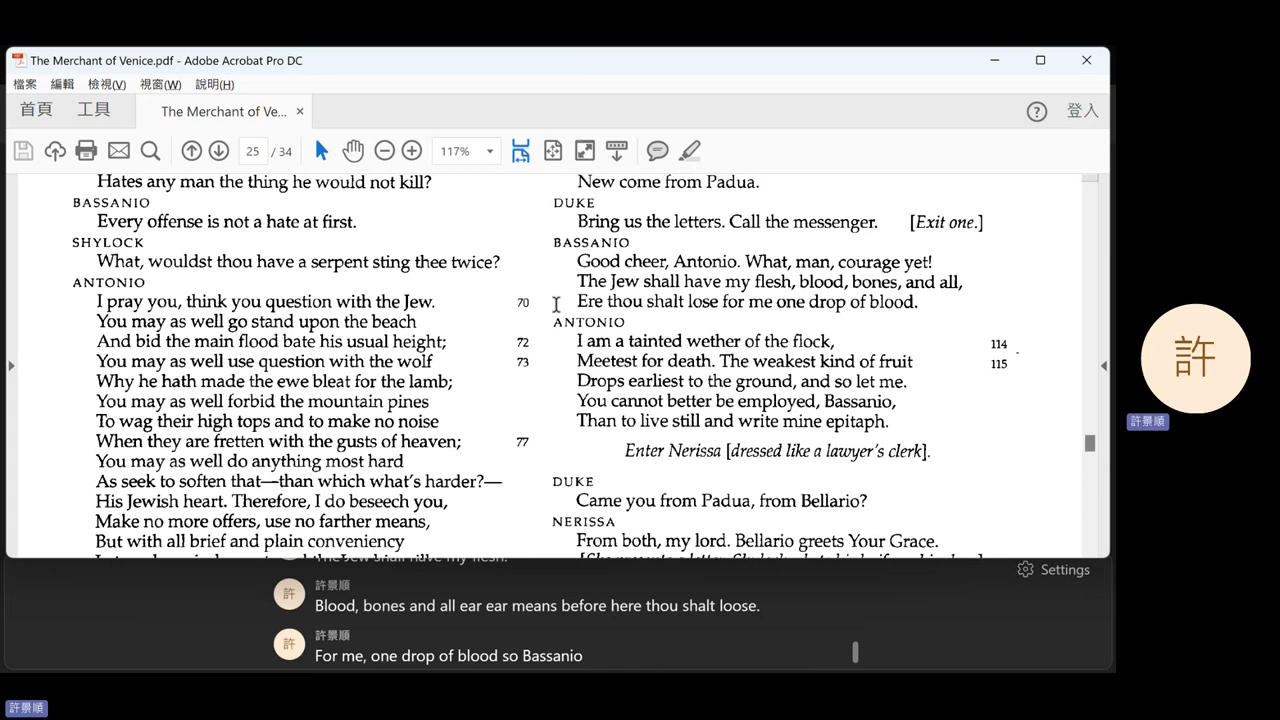 The Merchant of Venice.pdf - Adobe Acrobat Pro DC
檔案 編輯 檢視(V) 視窗(W) 說明(H)
首頁 工具 The Merchant of Ve... × 登入
25 / 34 117%
Hates any man the thing he would not kill?
BASSANIO
Every offense is not a hate at first.
SHYLOCK
What, wouldst thou have a serpent sting thee twice?
ANTONIO
I pray you, think you question with the Jew. 70
You may as well go stand upon the beach
And bid the main flood bate his usual height; 72
You may as well use question with the wolf 73
Why he hath made the ewe bleat for the lamb;
You may as well forbid the mountain pines
To wag their high tops and to make no noise
When they are fretten with the gusts of heaven; 77
You may as well do anything most hard
As seek to soften that—than which what's harder?—
His Jewish heart. Therefore, I do beseech you,
Make no more offers, use no farther means,
But with all brief and plain conveniency
New come from Padua.
DUKE
Bring us the letters. Call the messenger. [Exit one.]
BASSANIO
Good cheer, Antonio. What, man, courage yet!
The Jew shall have my flesh, blood, bones, and all,
Ere thou shalt lose for me one drop of blood.
ANTONIO
I am a tainted wether of the flock, 114
Meetest for death. The weakest kind of fruit 115
Drops earliest to the ground, and so let me.
You cannot better be employed, Bassanio,
Than to live still and write mine epitaph.
Enter Nerissa [dressed like a lawyer's clerk].
DUKE
Came you from Padua, from Bellario?
NERISSA
From both, my lord. Bellario greets Your Grace.
The Jew shall have my flesh.
Settings
許
許景順
Blood, bones and all ear ear means before here thou shalt loose.
許
許景順
For me, one drop of blood so Bassanio
許
許景順
許景順